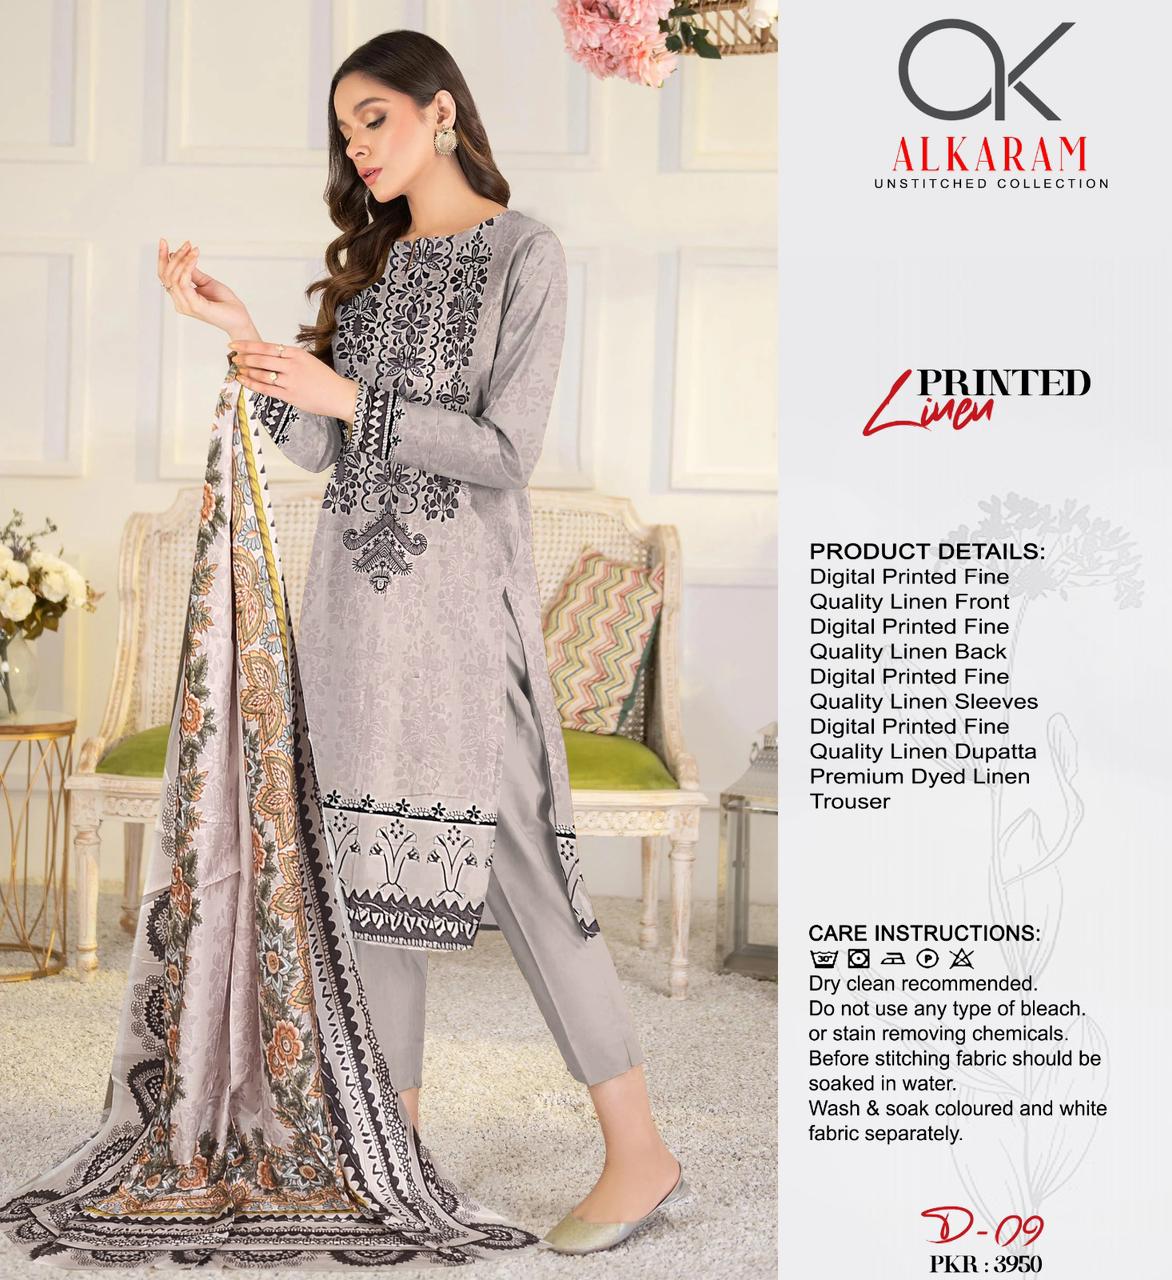 OK
ALKARAM
UNSTITCHED COLLECTION
PRINTED
Linen
PRODUCT DETAILS:
Digital Printed Fine
Quality Linen Front
Digital Printed Fine
Quality Linen Back
Digital Printed Fine
Quality Linen Sleeves
Digital Printed Fine
Quality Linen Dupatta
Premium Dyed Linen
Trouser
CARE INSTRUCTIONS:
30° P
Dry clean recommended.
Do not use any type of bleach.
or stain removing chemicals.
Before stitching fabric should be
soaked in water.
Wash & soak coloured and white
fabric separately.
D-09
PKR : 3950